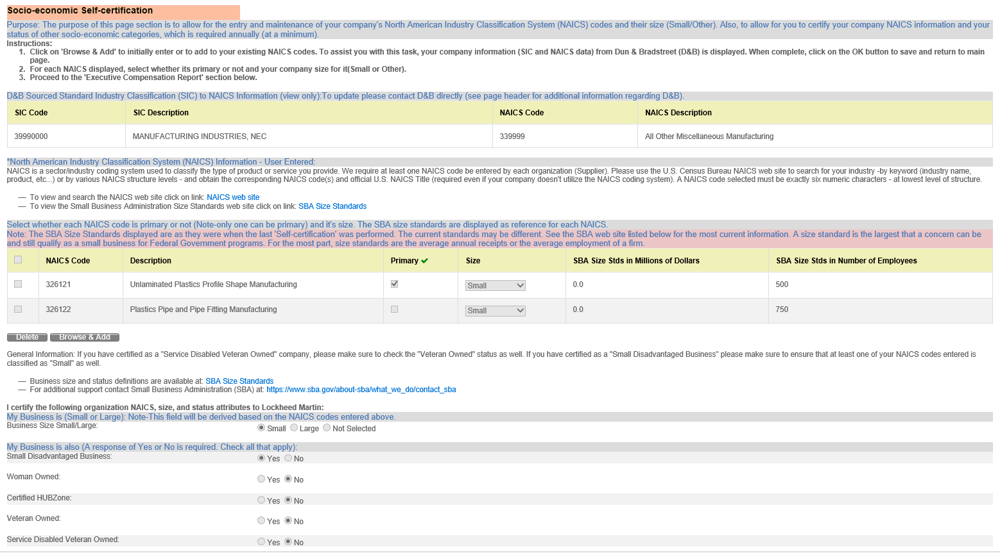 Socio-economic Self-certification
Purpose: The purpose of this page section is to allow for the entry and maintenance of your company's North American Industry Classification System (NAICS) codes and their size (Small/Other). Also, to allow for you to certify your company NAICS information and your
status of other socio-economic categories, which is required annually (at a minimum).
Instructions:
1. Click on 'Browse & Add' to initially enter or to add to your existing NAICS codes. To assist you with this task, your company information (SIC and NAICS data) from Dun & Bradstreet (D&B) is displayed. When complete, click on the OK button to save and return to main
page.
2. For each NAICS displayed, select whether its primary or not and your company size for it(Small or Other).
3. Proceed to the 'Executive Compensation Report' section below.
D&B Sourced Standard Industry Classification (SIC) to NAICS Information (view only):To update please contact D&B directly (see page header for additional information regarding D&B).
SIC Code SIC Description NAICS Code NAICS Description
39990000 MANUFACTURING INDUSTRIES, NEC 339999 All Other Miscellaneous Manufacturing
*North American Industry Classification System (NAICS) Information - User Entered:
NAICS is a sector/industry coding system used to classify the type of product or service you provide. We require at least one NAICS code be entered by each organization (Supplier). Please use the U.S. Census Bureau NAICS web site to search for your industry -by keyword (industry name,
product, etc...) or by various NAICS structure levels - and obtain the corresponding NAICS code(s) and official U.S. NAICS Title (required even if your company doesn't utilize the NAICS coding system). A NAICS code selected must be exactly six numeric characters - at lowest level of structure.
— To view and search the NAICS web site click on link: NAICS web site
— To view the Small Business Administration Size Standards web site click on link: SBA Size Standards
Select whether each NAICS code is primary or not (Note-only one can be primary) and it's size. The SBA size standards are displayed as reference for each NAICS.
Note: The SBA Size Standards displayed are as they were when the last 'Self-certification' was performed. The current standards may be different. See the SBA web site listed below for the most current information. A size standard is the largest that a concern can be
and still qualify as a small business for Federal Government programs. For the most part, size standards are the average annual receipts or the average employment of a firm.
NAICS Code Description Primary Size SBA Size Stds in Millions of Dollars SBA Size Stds in Number of Employees
326121 Unlaminated Plastics Profile Shape Manufacturing Small 0.0 500
326122 Plastics Pipe and Pipe Fitting Manufacturing Small 0.0 750
Delete Browse & Add
General Information: If you have certified as a "Service Disabled Veteran Owned" company, please make sure to check the "Veteran Owned" status as well. If you have certified as a "Small Disadvantaged Business" please make sure to ensure that at least one of your NAICS codes entered is
classified as "Small" as well.
— Business size and status definitions are available at: SBA Size Standards
— For additional support contact Small Business Administration (SBA) at: https://www.sba.gov/about-sba/what_we_do/contact_sba
I certify the following organization NAICS, size, and status attributes to Lockheed Martin:
My Business is (Small or Large): Note-This field will be derived based on the NAICS codes entered above.
Business Size Small/Large: Small Large Not Selected
My Business is also (A response of Yes or No is required. Check all that apply):
Small Disadvantaged Business: Yes No
Woman Owned: Yes No
Certified HUBZone: Yes No
Veteran Owned: Yes No
Service Disabled Veteran Owned: Yes No